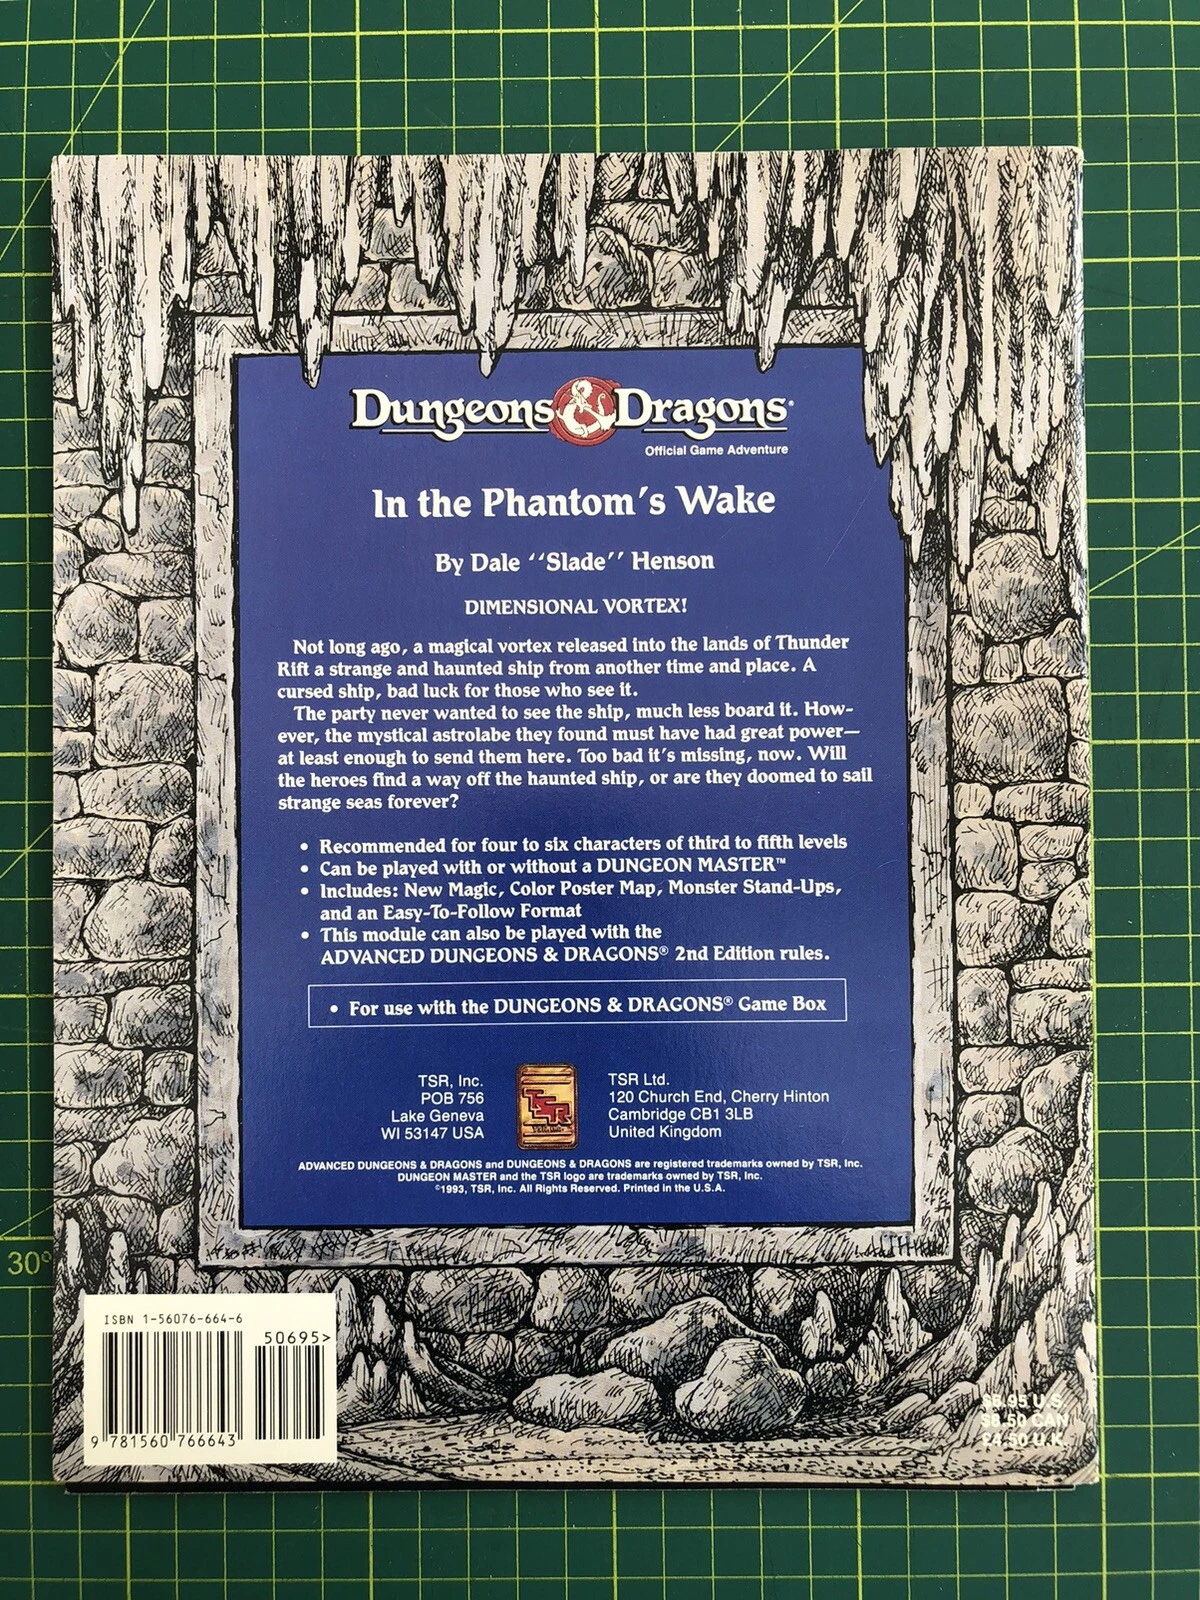 Dungeons & Dragons®
Official Game Adventure
In the Phantom's Wake
By Dale "Slade" Henson
DIMENSIONAL VORTEX!
Not long ago, a magical vortex released into the lands of Thunder
Rift a strange and haunted ship from another time and place. A
cursed ship, bad luck for those who see it.
The party never wanted to see the ship, much less board it. How-
ever, the mystical astrolabe they found must have had great power—
at least enough to send them here. Too bad it's missing, now. Will
the heroes find a way off the haunted ship, or are they doomed to sail
strange seas forever?
• Recommended for four to six characters of third to fifth levels
• Can be played with or without a DUNGEON MASTER™
• Includes: New Magic, Color Poster Map, Monster Stand-Ups,
and an Easy-To-Follow Format
• This module can also be played with the
ADVANCED DUNGEONS & DRAGONS® 2nd Edition rules.
• For use with the DUNGEONS & DRAGONS® Game Box
TSR, Inc.
POB 756
Lake Geneva
WI 53147 USA
TSR
TSR Ltd.
120 Church End, Cherry Hinton
Cambridge CB1 3LB
United Kingdom
ADVANCED DUNGEONS & DRAGONS and DUNGEONS & DRAGONS are registered trademarks owned by TSR, Inc.
DUNGEON MASTER and the TSR logo are trademarks owned by TSR, Inc.
©1993, TSR, Inc. All Rights Reserved. Printed in the U.S.A.
30°
ISBN 1-56076-664-6
50695>
9 781560 766643
$6.95 U.S.
$8.50 CAN
£4.50 U.K.